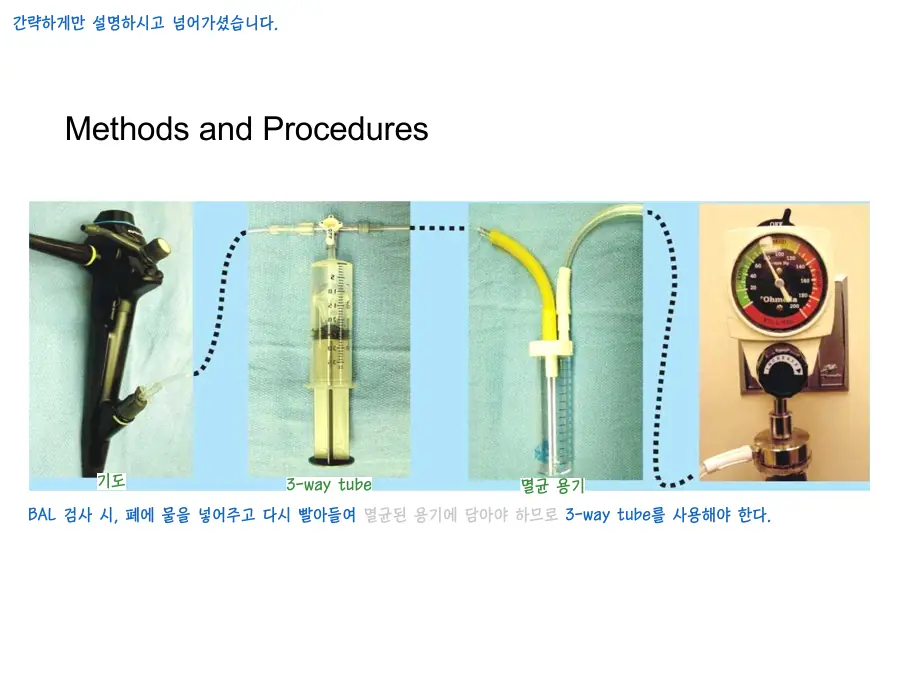 간략하게만 설명하시고 넘어가셨습니다.
Methods and Procedures
OFF
Ohmeda
기도
3-way tube
멸균 용기
BAL 검사 시, 폐에 물을 넣어주고 다시 빨아들여 멸균된 용기에 담아야 하므로 3-way tube를 사용해야 한다.